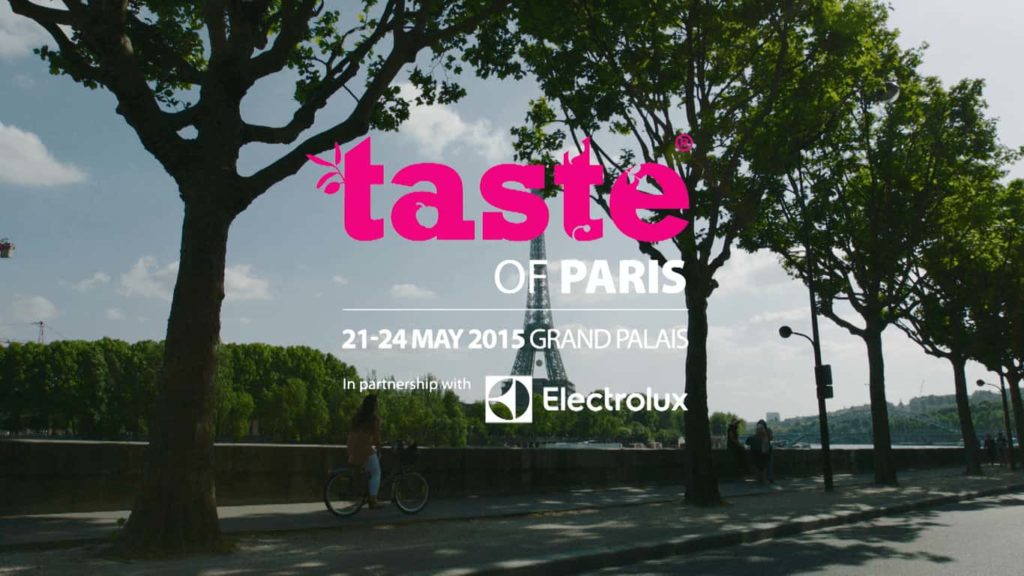 taste®
OF PARIS
21-24 MAY 2015 GRAND PALAIS
In partnership with Electrolux